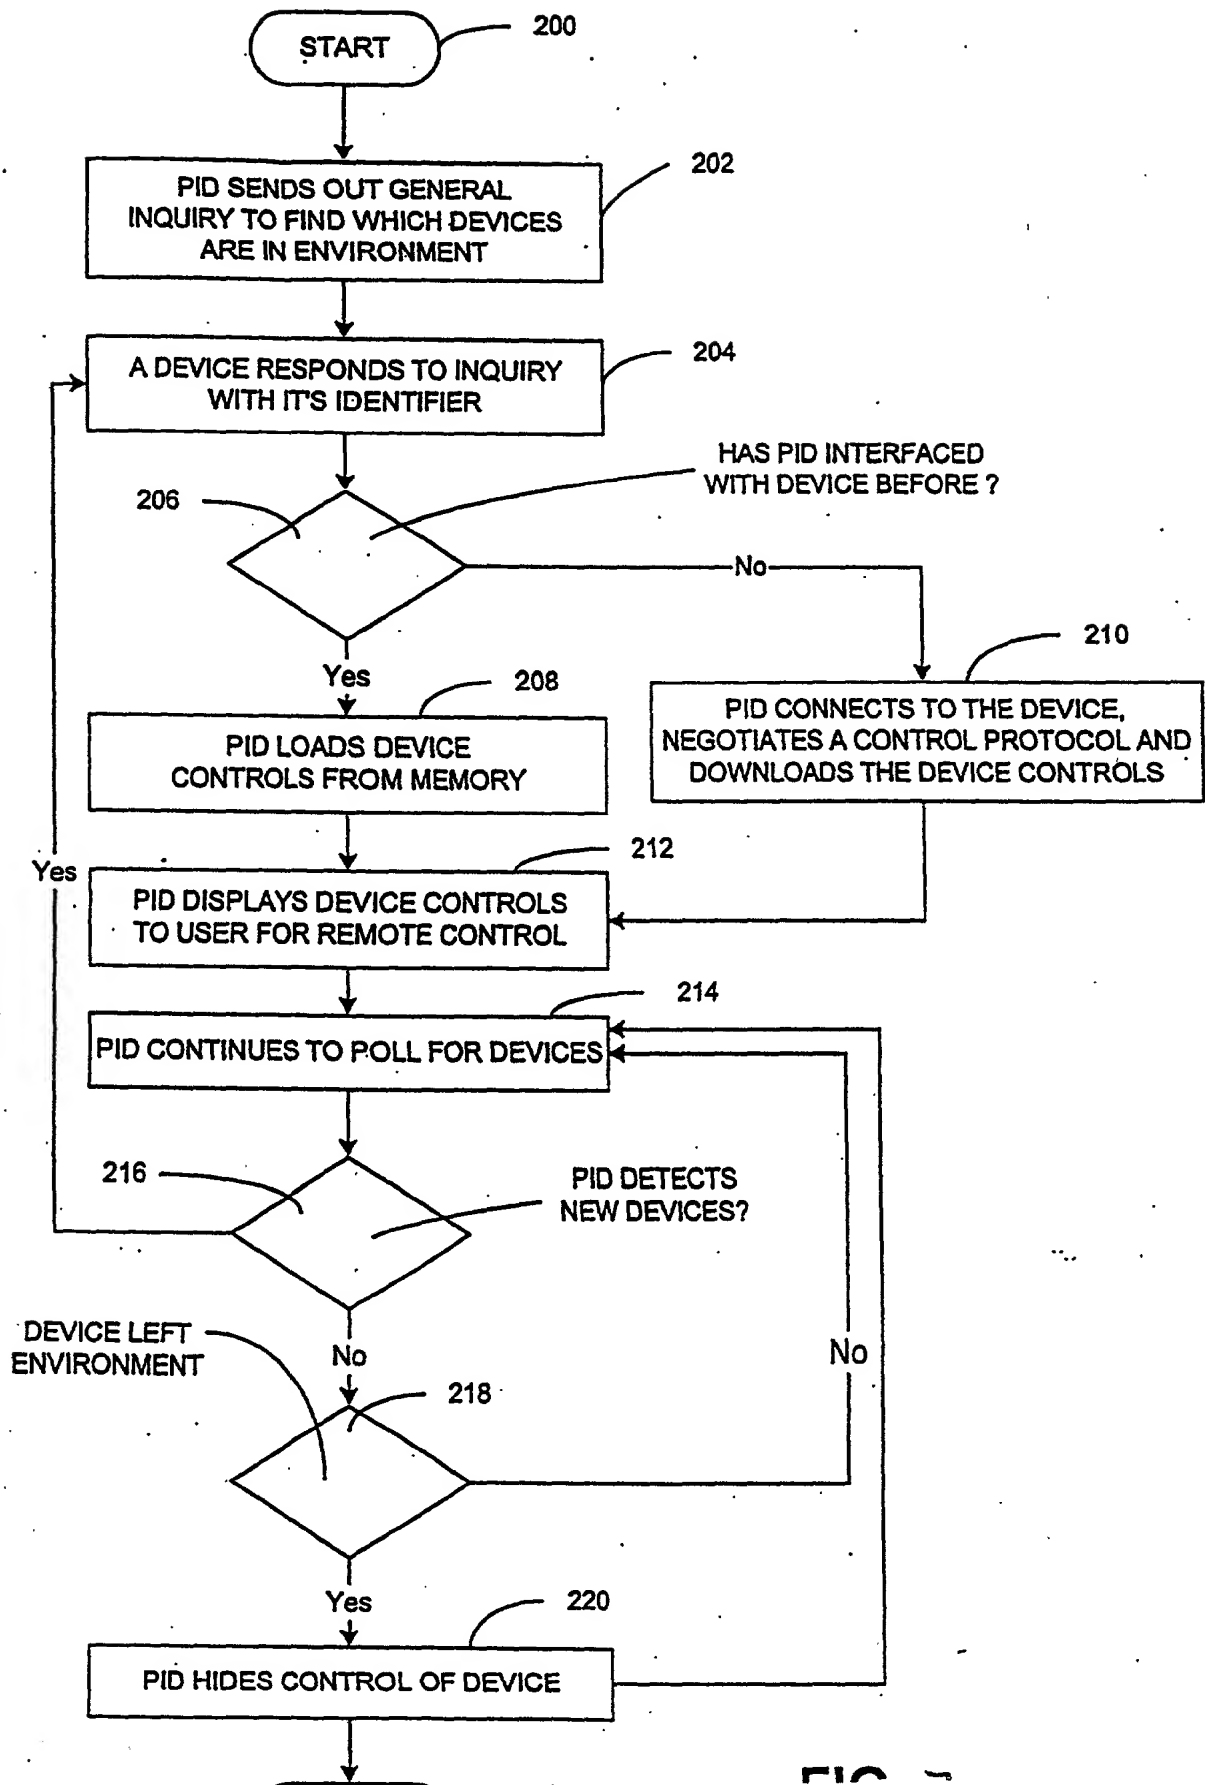 START
200
PID SENDS OUT GENERAL
INQUIRY TO FIND WHICH DEVICES
ARE IN ENVIRONMENT
202
A DEVICE RESPONDS TO INQUIRY
WITH IT'S IDENTIFIER
204
HAS PID INTERFACED
WITH DEVICE BEFORE ?
206
No
Yes
208
210
PID LOADS DEVICE
CONTROLS FROM MEMORY
PID CONNECTS TO THE DEVICE,
NEGOTIATES A CONTROL PROTOCOL AND
DOWNLOADS THE DEVICE CONTROLS
212
Yes
PID DISPLAYS DEVICE CONTROLS
TO USER FOR REMOTE CONTROL
214
PID CONTINUES TO POLL FOR DEVICES
216
PID DETECTS
NEW DEVICES?
DEVICE LEFT
ENVIRONMENT
No
No
218
Yes
220
PID HIDES CONTROL OF DEVICE